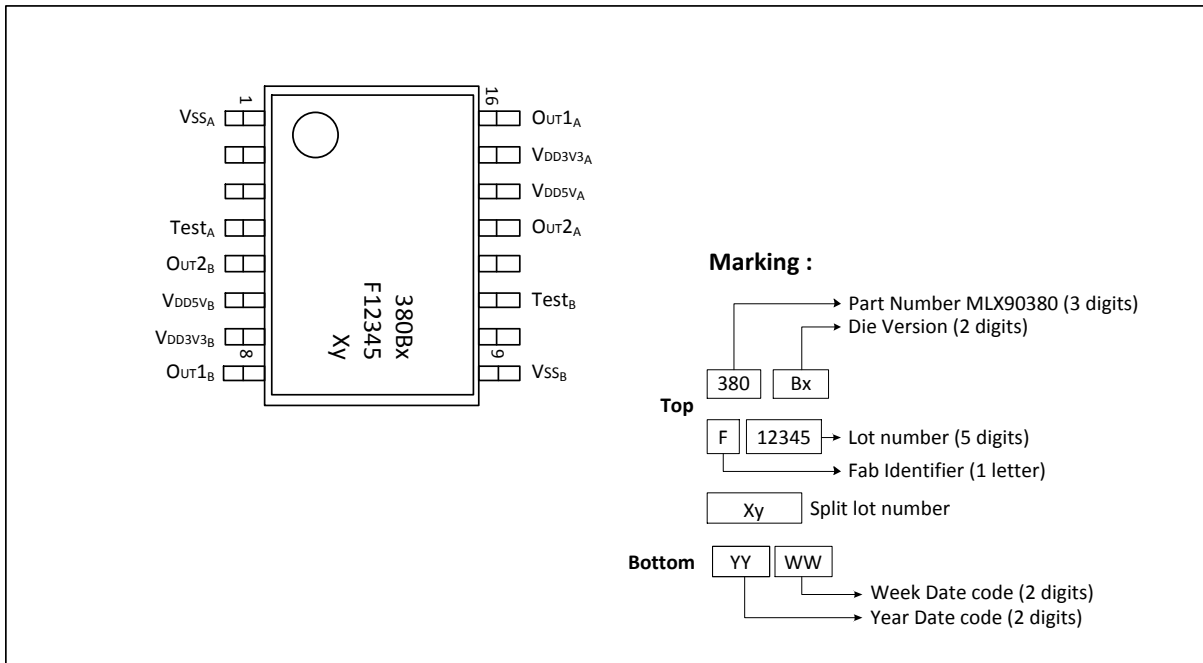 1
16
VSSA
OUT1A
VDD3V3A
VDD5VA
TestA
OUT2A
OUT2B
VDD5VB
TestB
VDD3V3B
8
9
OUT1B
VSSB
380Bx
F12345
Xy
Marking :
Part Number MLX90380 (3 digits)
Die Version (2 digits)
380 Bx
Top
F 12345 Lot number (5 digits)
Fab Identifier (1 letter)
Xy Split lot number
Bottom YY WW
Week Date code (2 digits)
Year Date code (2 digits)